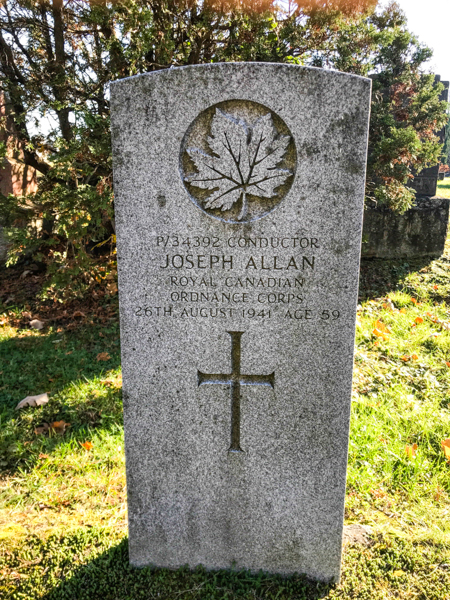 P/34392 CONDUCTOR
JOSEPH ALLAN
ROYAL CANADIAN
ORDNANCE CORPS
26TH AUGUST 1941 AGE 59